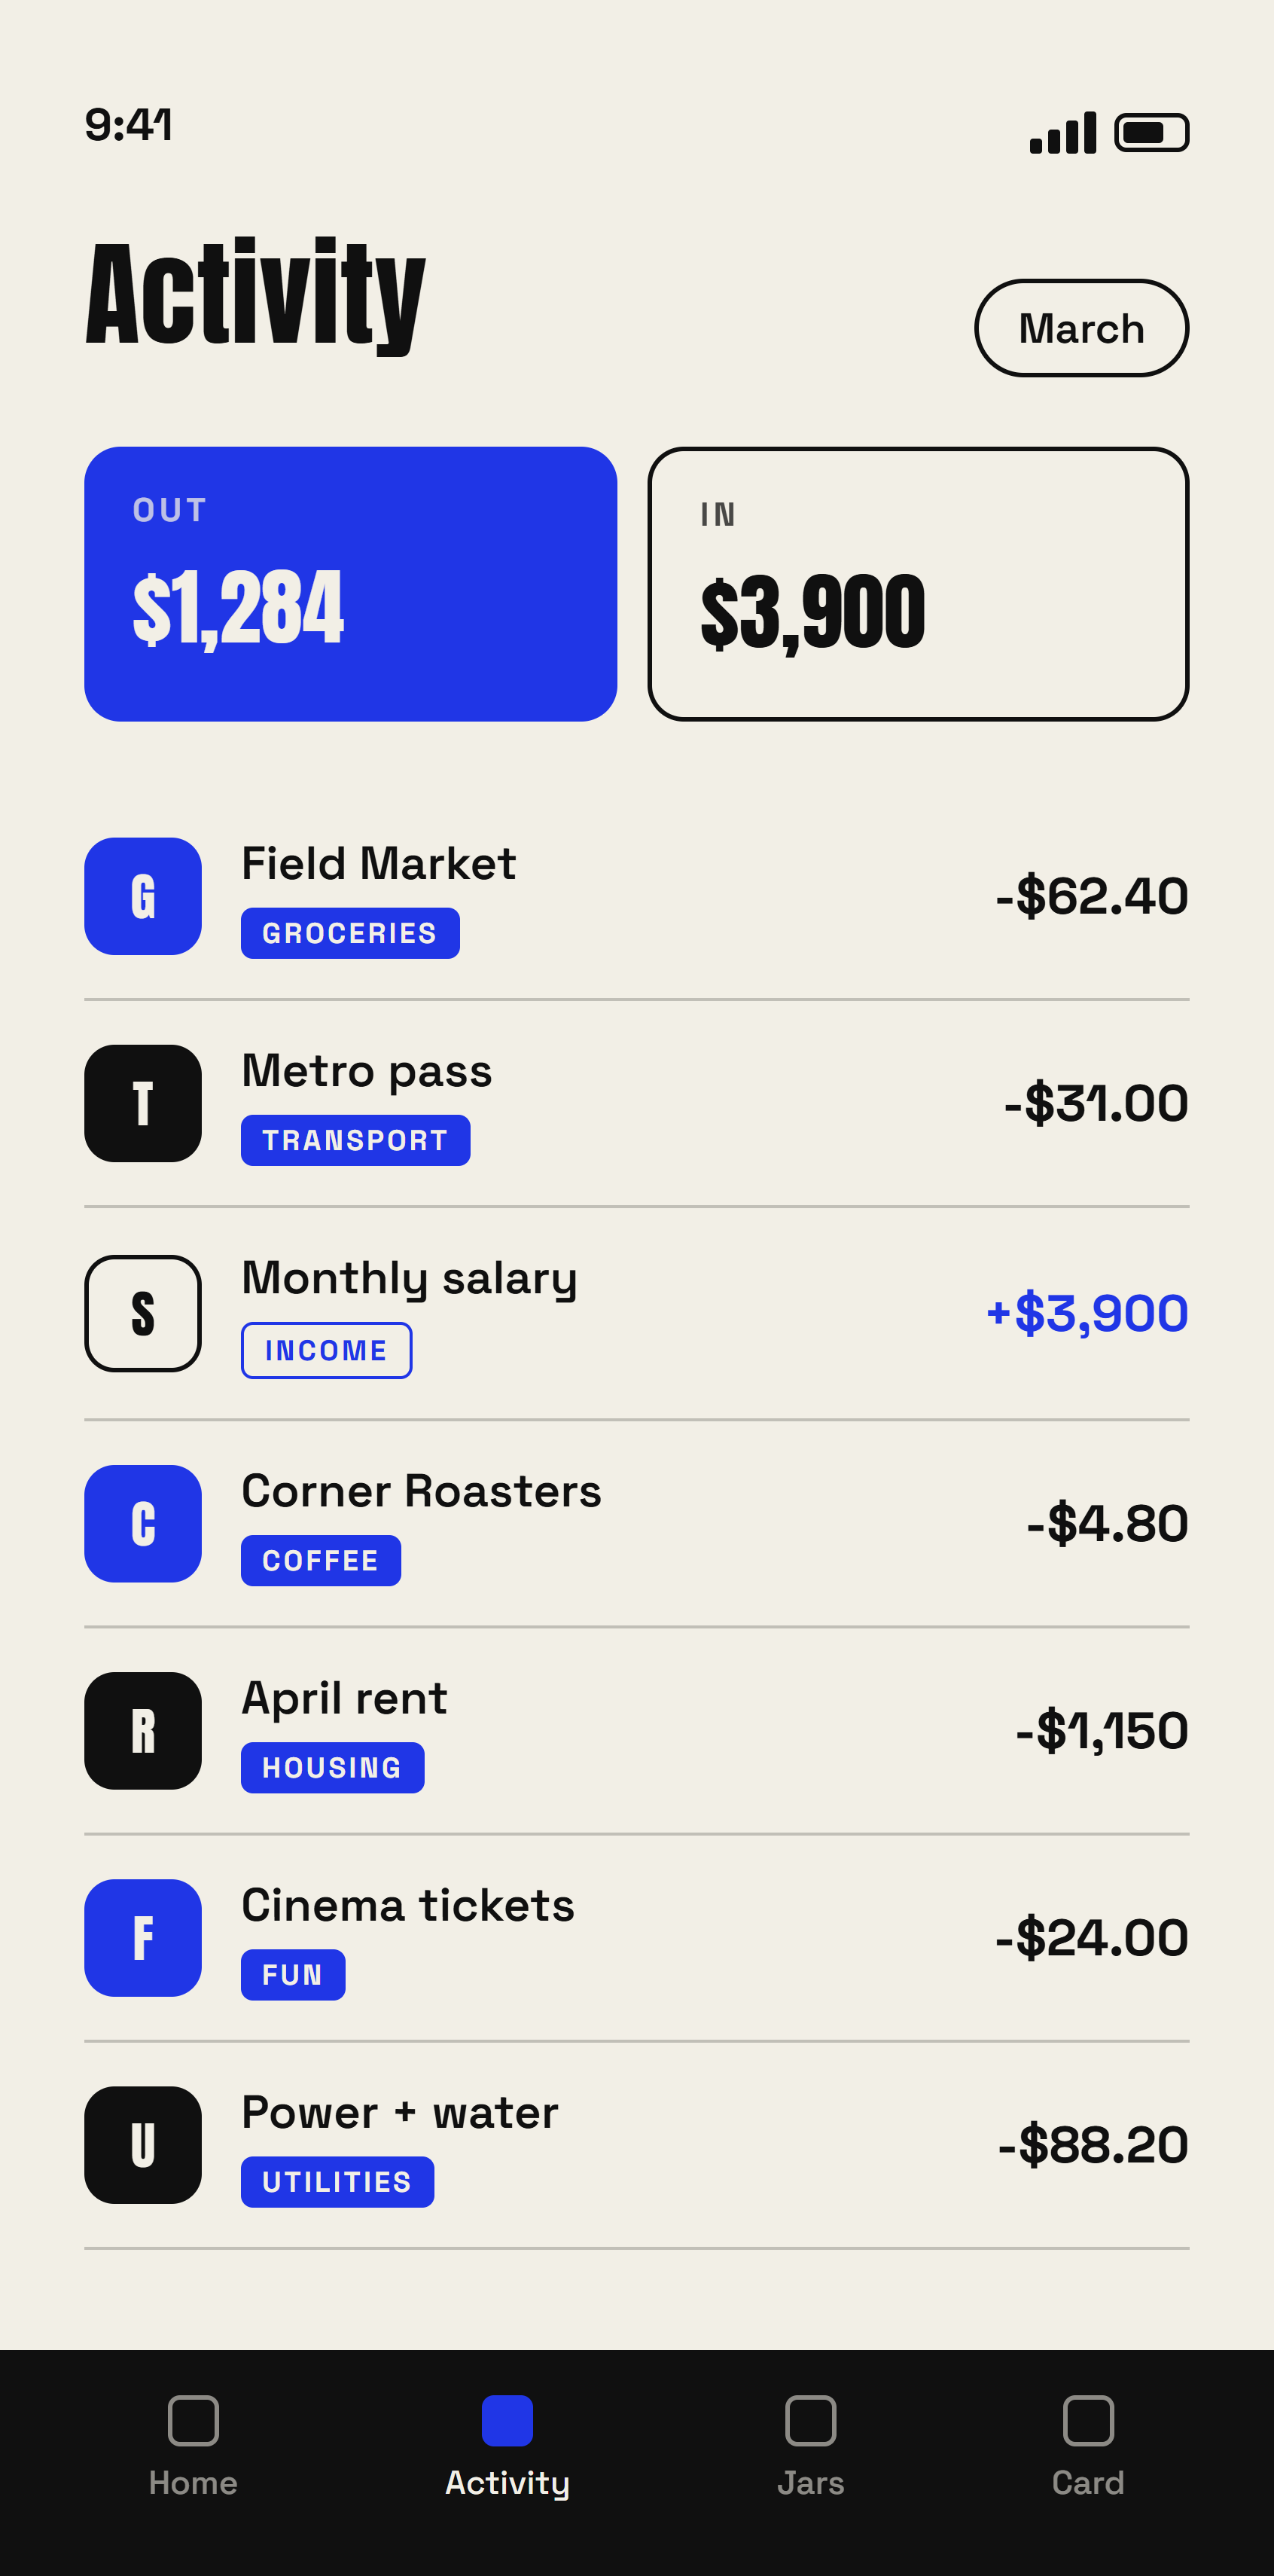 9:41
Activity
March
OUT
IN
$1,284
$3,900
G
Field Market
GROCERIES
-$62.40
T
Metro pass
TRANSPORT
-$31.00
S
Monthly salary
INCOME
+$3,900
C
Corner Roasters
COFFEE
-$4.80
R
April rent
HOUSING
-$1,150
F
Cinema tickets
FUN
-$24.00
U
Power + water
UTILITIES
-$88.20
Home
Activity
Jars
Card